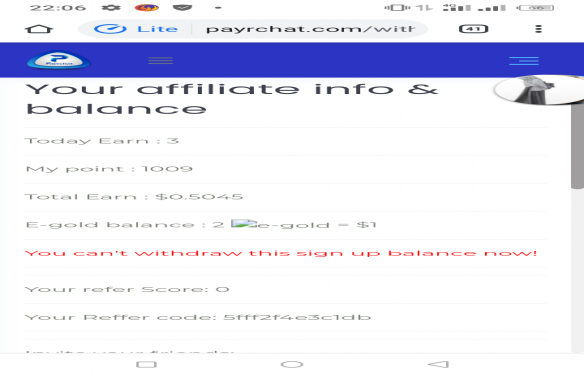 22:06
Lite payrchat.com/with
41
Your affiliate info &
balance
Today Earn : 3
My point : 1009
Total Earn : $0.5045
E-gold balance : 2 e-gold = $1
You can't withdraw this sign up balance now!
Your refer Score: 0
Your Reffer code: 5fff2f4e3c1db